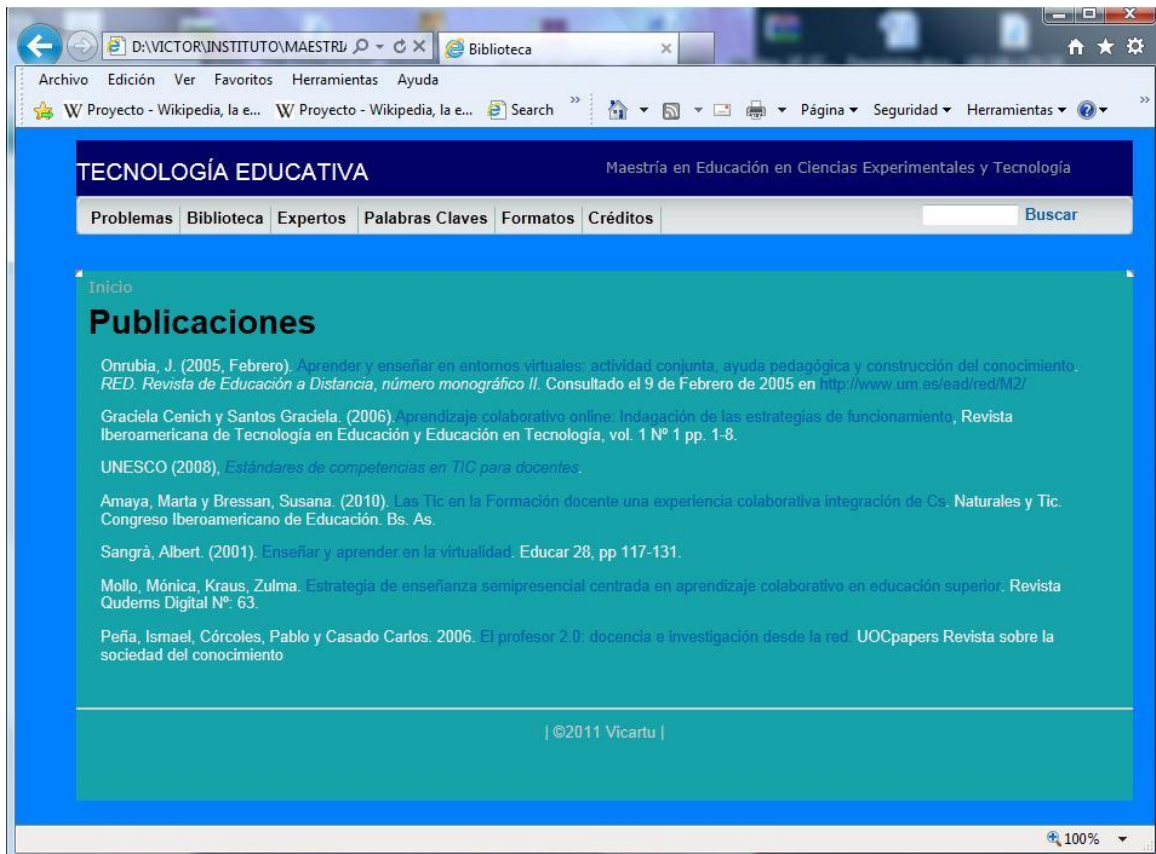 D:\VICTOR\INSTITUTO\MAESTRI
Biblioteca
Archivo Edición Ver Favoritos Herramientas Ayuda
Proyecto - Wikipedia, la e... Proyecto - Wikipedia, la e... Search Página Seguridad Herramientas
TECNOLOGÍA EDUCATIVA
Maestría en Educación en Ciencias Experimentales y Tecnología
Problemas Biblioteca Expertos Palabras Claves Formatos Créditos Buscar
Inicio
Publicaciones
Onrubia, J. (2005, Febrero). Aprender y enseñar en entornos virtuales: actividad conjunta, ayuda pedagógica y construcción del conocimiento.
RED. Revista de Educación a Distancia, número monográfico II. Consultado el 9 de Febrero de 2005 en http://www.um.es/ead/red/M2/
Graciela Cenich y Santos Graciela. (2006).Aprendizaje colaborativo online: Indagación de las estrategias de funcionamiento, Revista
Iberoamericana de Tecnología en Educación y Educación en Tecnología, vol. 1 Nº 1 pp. 1-8.
UNESCO (2008), Estándares de competencias en TIC para docentes.
Amaya, Marta y Bressan, Susana. (2010). Las Tic en la Formación docente una experiencia colaborativa integración de Cs. Naturales y Tic.
Congreso Iberoamericano de Educación. Bs. As.
Sangrà, Albert. (2001). Enseñar y aprender en la virtualidad. Educar 28, pp 117-131.
Mollo, Mónica, Kraus, Zulma. Estrategia de enseñanza semipresencial centrada en aprendizaje colaborativo en educación superior. Revista
Quderns Digital Nº: 63.
Peña, Ismael, Córcoles, Pablo y Casado Carlos. 2006. El profesor 2.0: docencia e investigación desde la red. UOCpapers Revista sobre la
sociedad del conocimiento
| ©2011 Vicartu |
100%